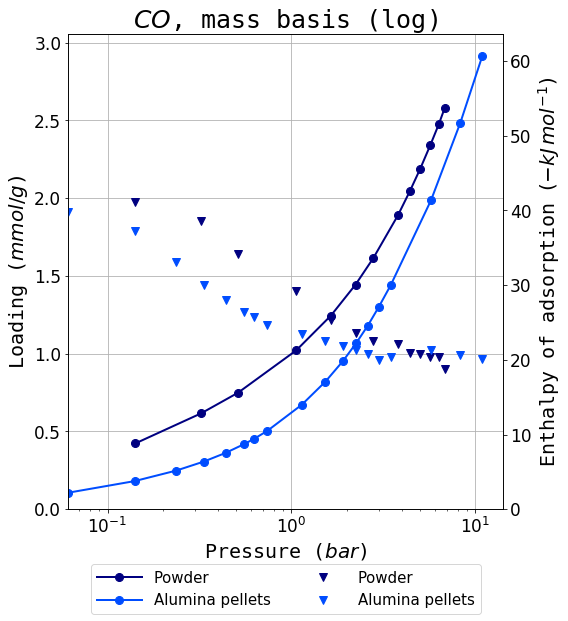 CO, mass basis (log)
Loading (mmol/g)
3.0
2.5
2.0
1.5
1.0
0.5
0.0
60
50
40
30
20
10
0
Enthalpy of adsorption (−kJ mol⁻¹)
10⁻¹ 10⁰ 10¹
Pressure (bar)
Powder Powder
Alumina pellets Alumina pellets